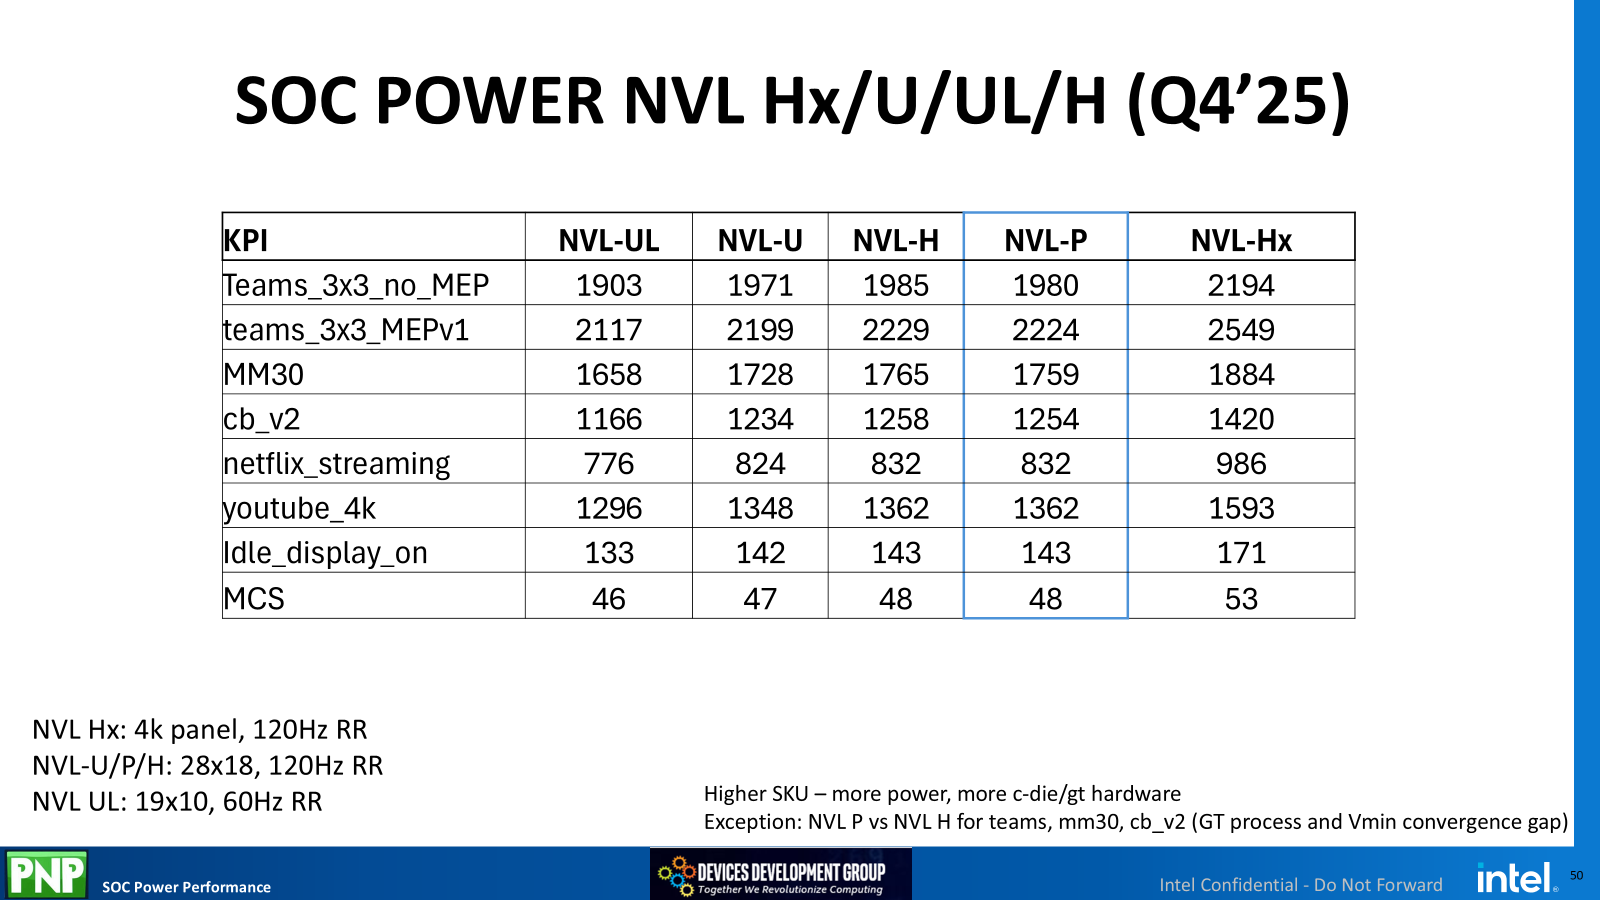 SOC POWER NVL Hx/U/UL/H (Q4’25)
KPI NVL-UL NVL-U NVL-H NVL-P NVL-Hx
Teams_3x3_no_MEP 1903 1971 1985 1980 2194
teams_3x3_MEPv1 2117 2199 2229 2224 2549
MM30 1658 1728 1765 1759 1884
cb_v2 1166 1234 1258 1254 1420
netflix_streaming 776 824 832 832 986
youtube_4k 1296 1348 1362 1362 1593
Idle_display_on 133 142 143 143 171
MCS 46 47 48 48 53
NVL Hx: 4k panel, 120Hz RR
NVL-U/P/H: 28x18, 120Hz RR
NVL UL: 19x10, 60Hz RR
Higher SKU – more power, more c-die/gt hardware
Exception: NVL P vs NVL H for teams, mm30, cb_v2 (GT process and Vmin convergence gap)
PNP
SOC Power Performance
DEVICES DEVELOPMENT GROUP
Together We Revolutionize Computing
Intel Confidential - Do Not Forward
intel®
50